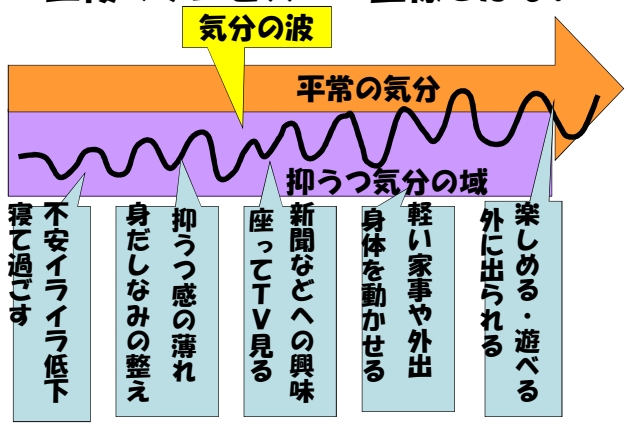 気分の波
平常の気分
抑うつ気分の域
不安イライラ低下
寝て過ごす
抑うつ感の薄れ
身だしなみの整え
新聞などへの興味
座ってTV見る
軽い家事や外出
身体を動かせる
楽しめる・遊べる
外に出られる